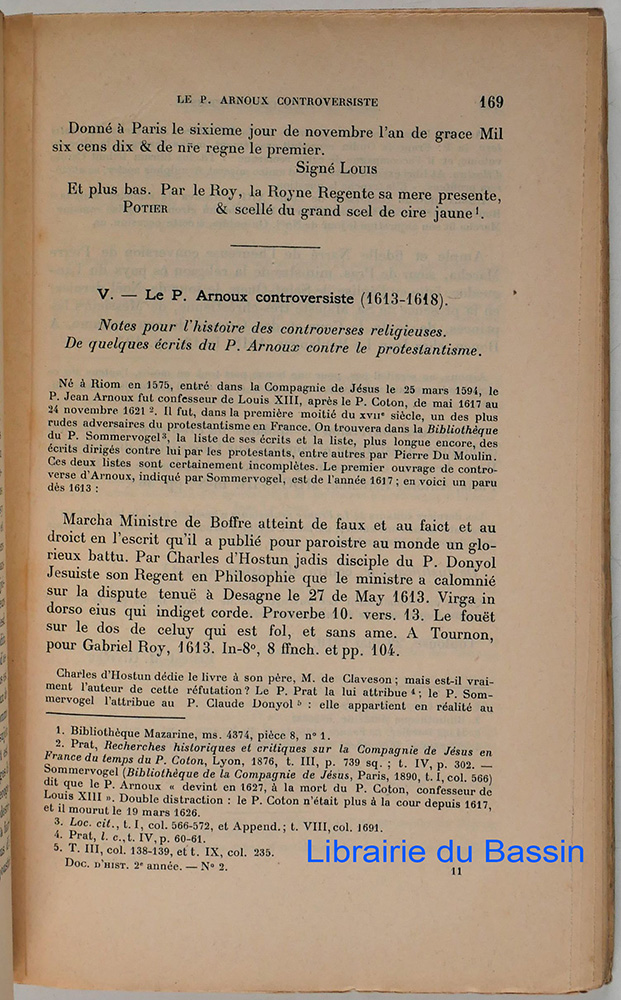 LE P. ARNOUX CONTROVERSISTE 169
Donné à Paris le sixieme jour de novembre l'an de grace Mil
six cens dix & de nr̃e regne le premier.
Signé LOUIS
Et plus bas. Par le Roy, la Royne Regente sa mere presente,
POTIER & scellé du grand scel de cire jaune¹.
V. — Le P. Arnoux controversiste (1613-1618).
Notes pour l'histoire des controverses religieuses.
De quelques écrits du P. Arnoux contre le protestantisme.
Né à Riom en 1575, entré dans la Compagnie de Jésus le 25 mars 1594, le
P. Jean Arnoux fut confesseur de Louis XIII, après le P. Coton, de mai 1617 au
24 novembre 1621². Il fut, dans la première moitié du XVIIᵉ siècle, un des plus
rudes adversaires du protestantisme en France. On trouvera dans la Bibliothèque
du P. Sommervogel³, la liste de ses écrits et la liste, plus longue encore, des
écrits dirigés contre lui par les protestants, entre autres par Pierre Du Moulin.
Ces deux listes sont certainement incomplètes. Le premier ouvrage de contro-
verse d'Arnoux, indiqué par Sommervogel, est de l'année 1617 ; en voici un paru
dès 1613 :
Marcha Ministre de Boffre atteint de faux et au faict et au
droict en l'escrit qu'il a publié pour paroistre au monde un glo-
rieux battu. Par Charles d'Hostun jadis disciple du P. Donyol
Jesuiste son Regent en Philosophie que le ministre a calomnié
sur la dispute tenuë à Desagne le 27 de May 1613. Virga in
dorso eius qui indiget corde. Proverbe 10. vers. 13. Le fouët
sur le dos de celuy qui est fol, et sans ame. A Tournon,
pour Gabriel Roy, 1613. In-8º, 8 ffnch. et pp. 104.
Charles d'Hostun dédie le livre à son père, M. de Claveson ; mais est-il vrai-
ment l'auteur de cette réfutation ? Le P. Prat la lui attribue⁴ ; le P. Som-
mervogel l'attribue au P. Claude Donyol⁵ : elle appartient en réalité au
1. Bibliothèque Mazarine, ms. 4374, pièce 8, nº 1.
2. Prat, Recherches historiques et critiques sur la Compagnie de Jésus en
France du temps du P. Coton, Lyon, 1876, t. III, p. 739 sq. ; t. IV, p. 302. —
Sommervogel (Bibliothèque de la Compagnie de Jésus, Paris, 1890, t. I, col. 566)
dit que le P. Arnoux « devint en 1627, à la mort du P. Coton, confesseur de
Louis XIII ». Double distraction : le P. Coton n'était plus à la cour depuis 1617,
et il mourut le 19 mars 1626.
3. Loc. cit., t. I, col. 566-572, et Append.; t. VIII, col. 1691.
4. Prat, l. c., t. IV, p. 60-61.
5. T. III, col. 138-139, et t. IX, col. 235.
DOC. D'HIST. 2ᵉ année. — Nº 2. 11
Librairie du Bassin